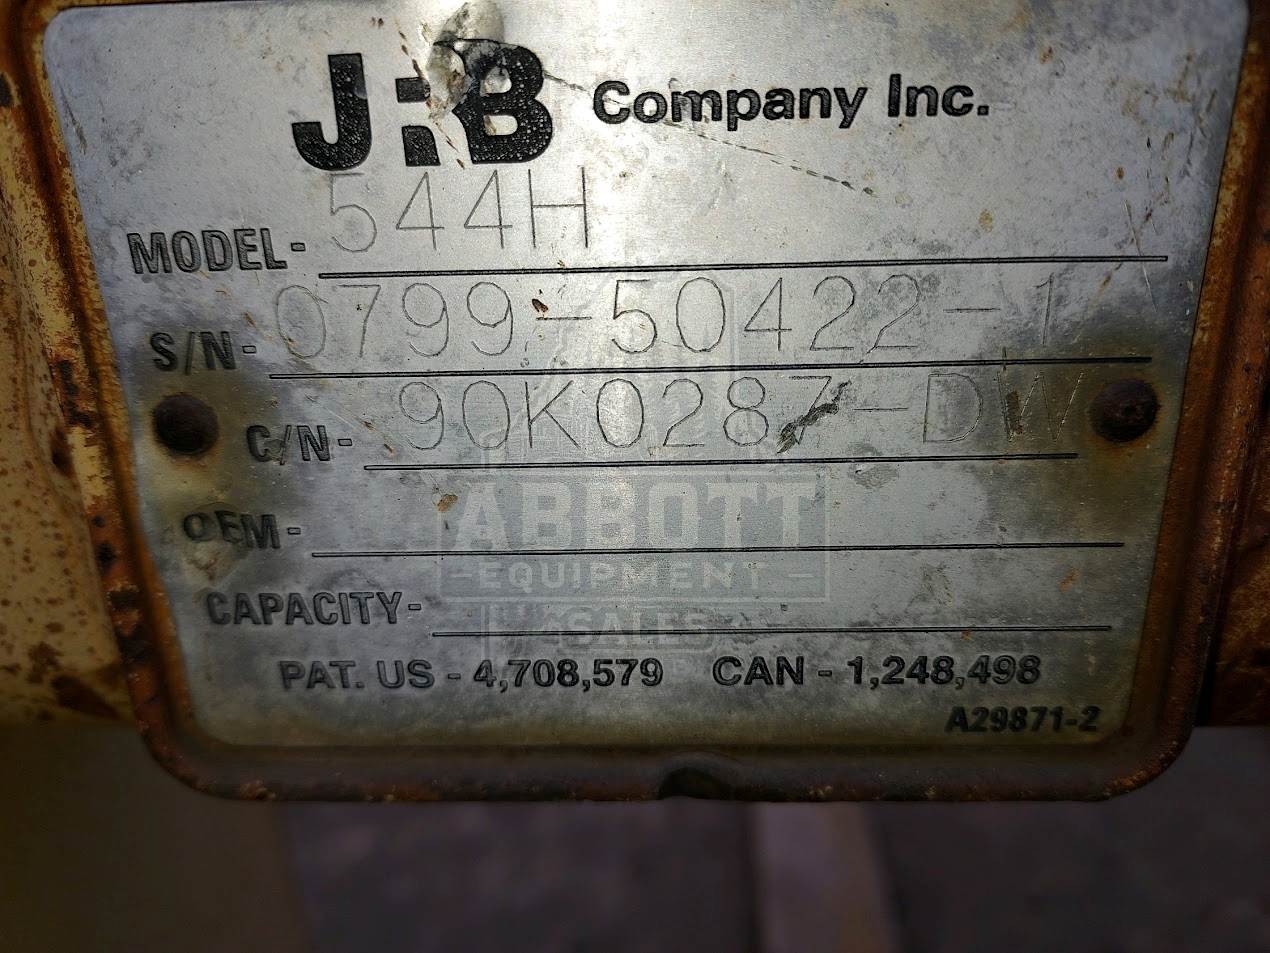 JRB Company Inc.
MODEL- 544H
S/N- 0799-50422-1
C/N- 90K0287-DW
OEM-
CAPACITY-
PAT. US - 4,708,579 CAN - 1,248,498
A29871-2
ABBOTT
-EQUIPMENT-
SALES